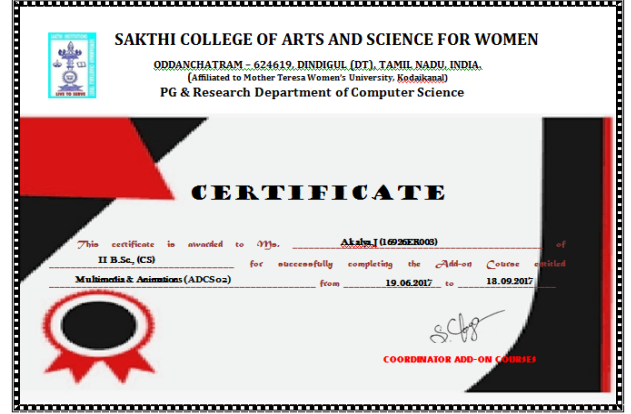 SAKTHI COLLEGE OF ARTS AND SCIENCE FOR WOMEN
ODDANCHATRAM – 624619, DINDIGUL (DT), TAMIL NADU, INDIA.
(Affiliated to Mother Teresa Women's University, Kodaikanal)
PG & Research Department of Computer Science
LIVE TO SERVE
CERTIFICATE
This certificate is awarded to Ms. Akalya.J (16926ER003) of
II B.Sc., (CS) for successfully completing the Add-on Course entitled
Multimedia & Animations (ADCS02) from 19.06.2017 to 18.09.2017
COORDINATOR ADD-ON COURSES